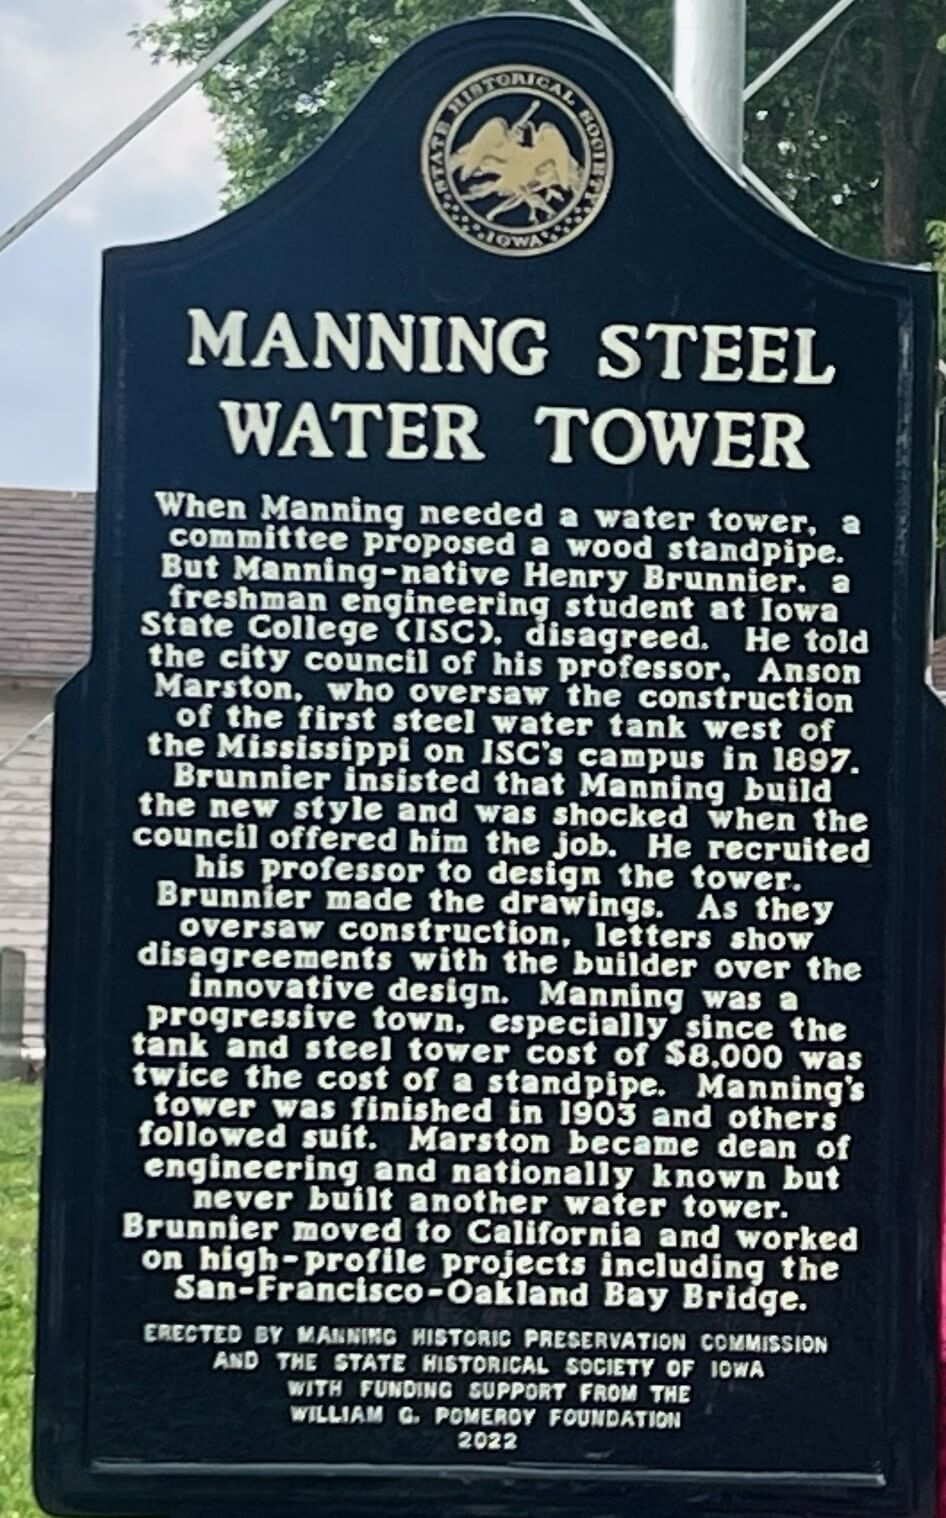 STATE HISTORICAL SOCIETY
IOWA
MANNING STEEL
WATER TOWER
When Manning needed a water tower, a
committee proposed a wood standpipe.
But Manning-native Henry Brunnier, a
freshman engineering student at Iowa
State College (ISC), disagreed. He told
the city council of his professor, Anson
Marston, who oversaw the construction
of the first steel water tank west of
the Mississippi on ISC's campus in 1897.
Brunnier insisted that Manning build
the new style and was shocked when the
council offered him the job. He recruited
his professor to design the tower.
Brunnier made the drawings. As they
oversaw construction, letters show
disagreements with the builder over the
innovative design. Manning was a
progressive town, especially since the
tank and steel tower cost of $8,000 was
twice the cost of a standpipe. Manning's
tower was finished in 1903 and others
followed suit. Marston became dean of
engineering and nationally known but
never built another water tower.
Brunnier moved to California and worked
on high-profile projects including the
San-Francisco-Oakland Bay Bridge.
ERECTED BY MANNING HISTORIC PRESERVATION COMMISSION
AND THE STATE HISTORICAL SOCIETY OF IOWA
WITH FUNDING SUPPORT FROM THE
WILLIAM G. POMEROY FOUNDATION
2022